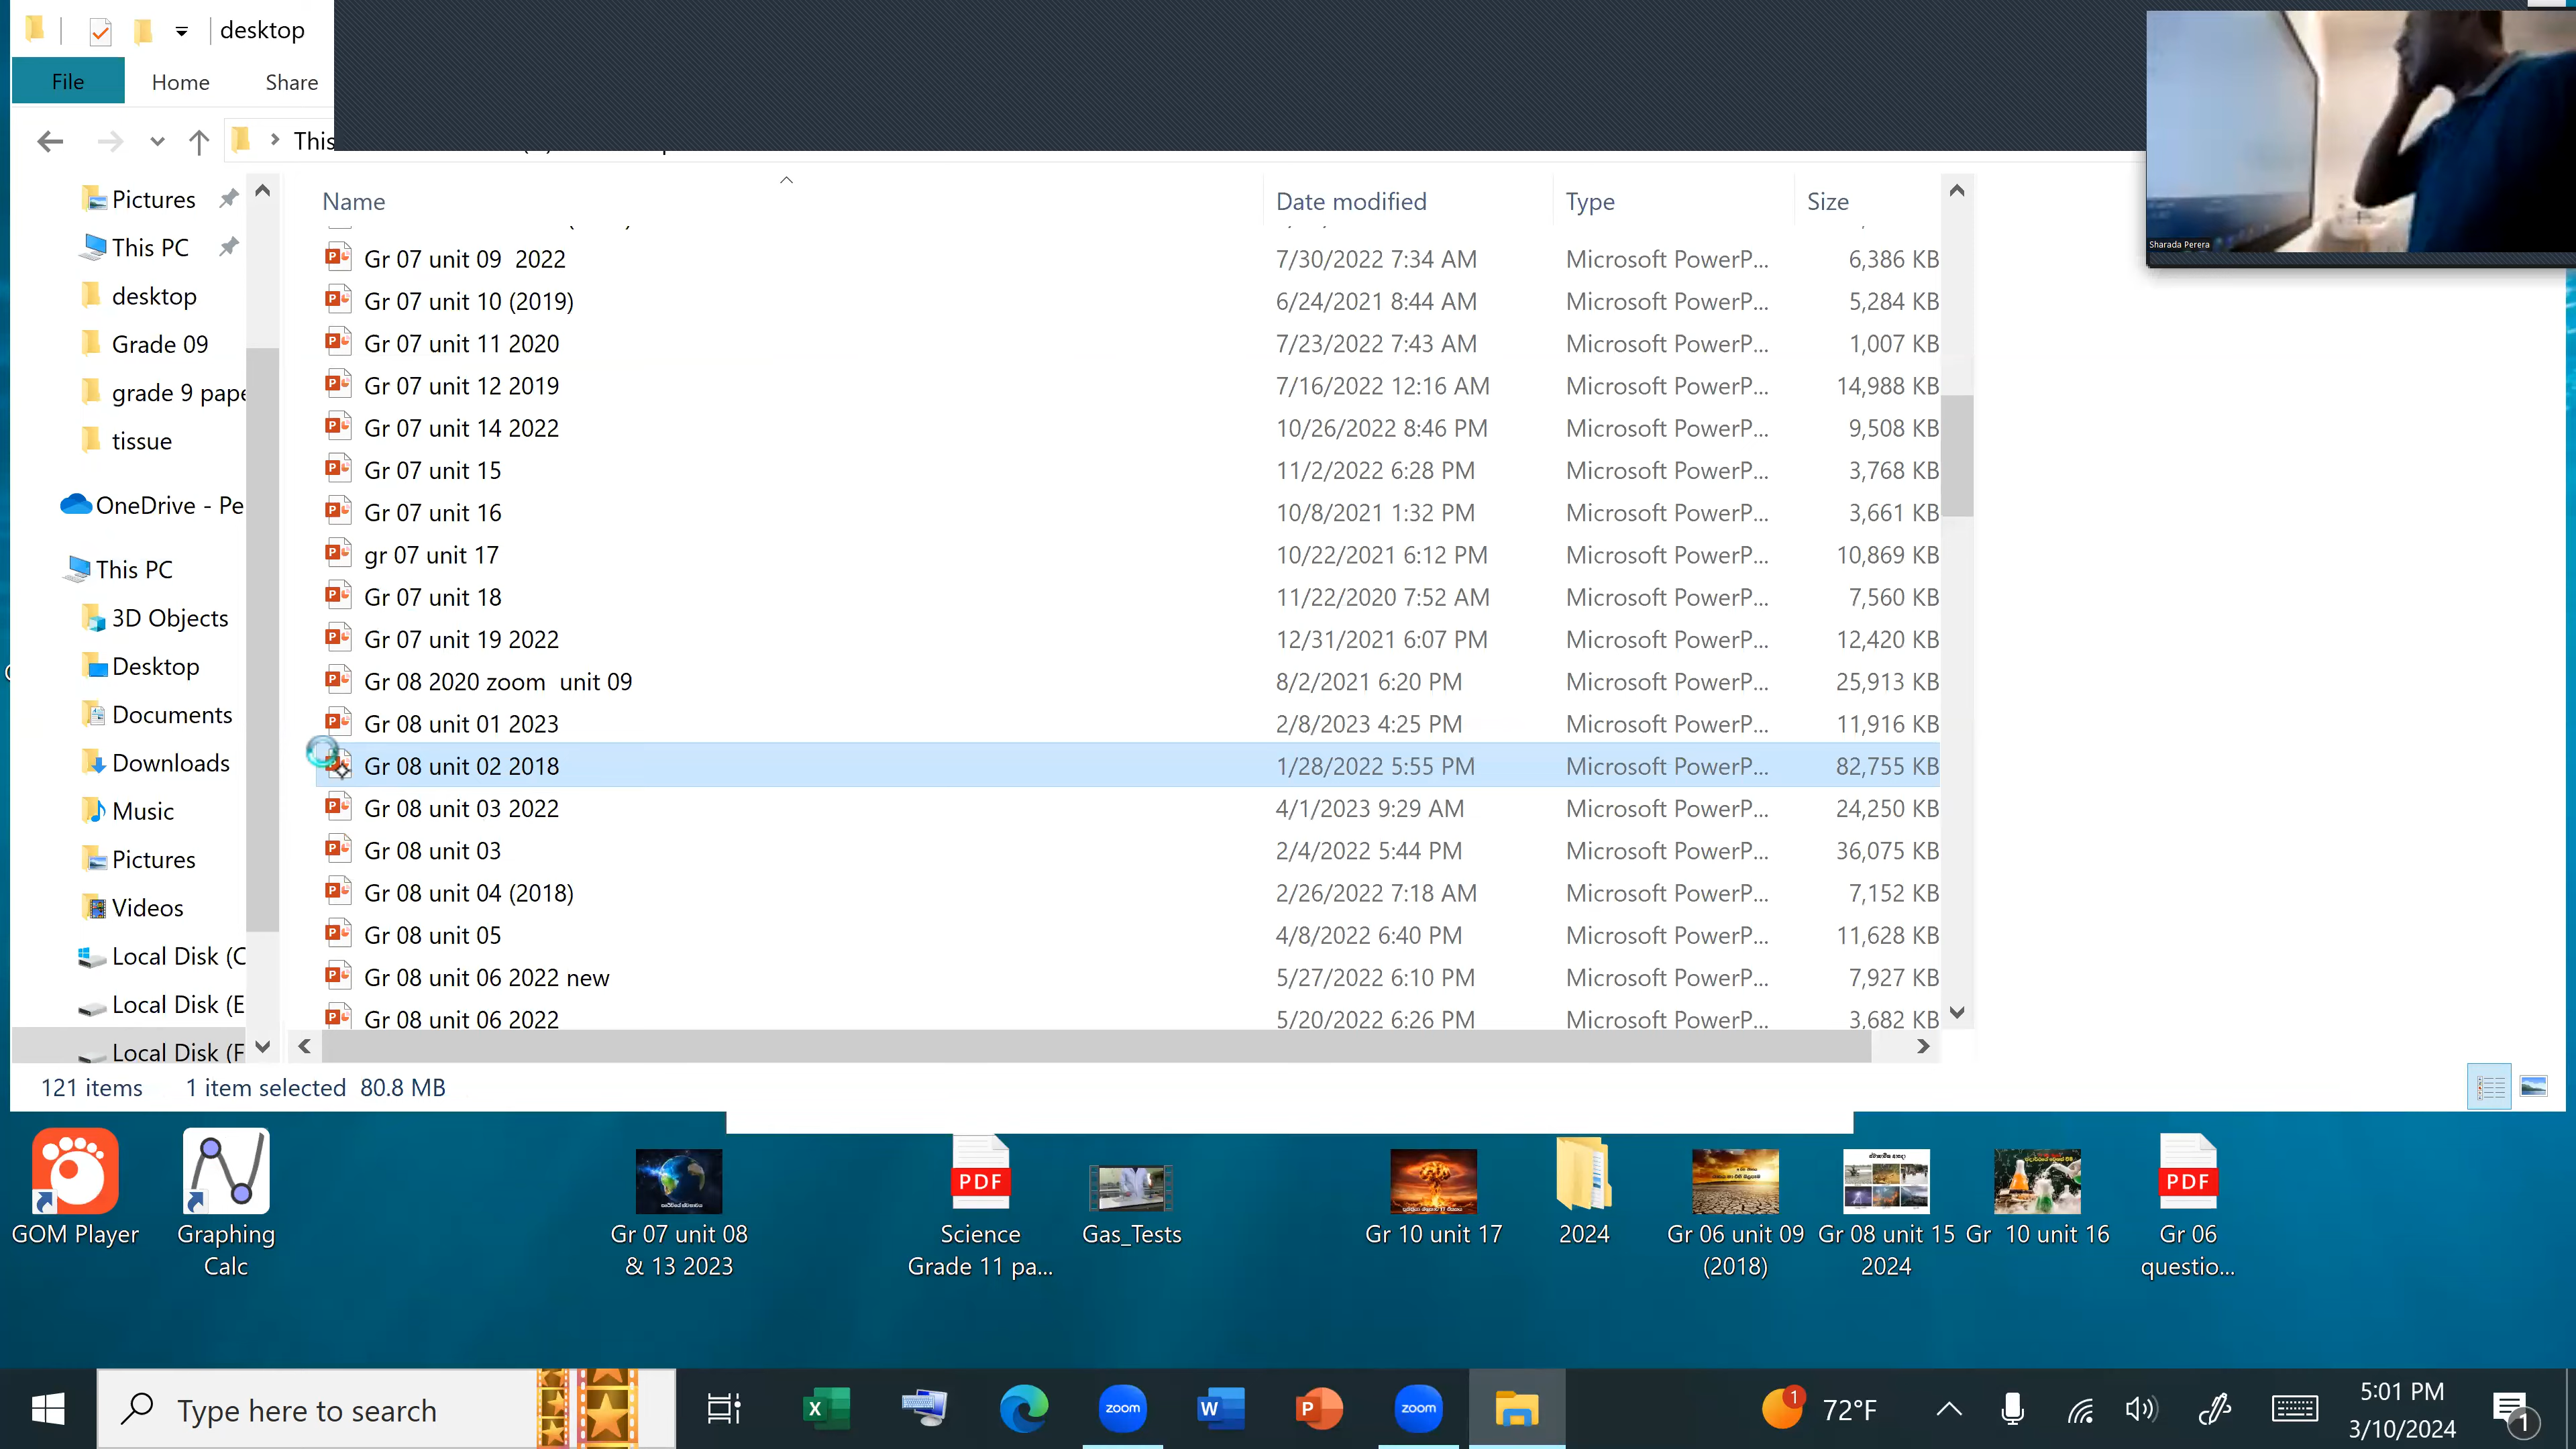 desktop
File Home Share
This
Name Date modified Type Size
Pictures
This PC
desktop
Grade 09
grade 9 pape
tissue
OneDrive - Pe
This PC
3D Objects
Desktop
Documents
Downloads
Music
Pictures
Videos
Local Disk (C
Local Disk (E
Local Disk (F
Gr 07 unit 09  2022 7/30/2022 7:34 AM Microsoft PowerP... 6,386 KB
Gr 07 unit 10 (2019) 6/24/2021 8:44 AM Microsoft PowerP... 5,284 KB
Gr 07 unit 11 2020 7/23/2022 7:43 AM Microsoft PowerP... 1,007 KB
Gr 07 unit 12 2019 7/16/2022 12:16 AM Microsoft PowerP... 14,988 KB
Gr 07 unit 14 2022 10/26/2022 8:46 PM Microsoft PowerP... 9,508 KB
Gr 07 unit 15 11/2/2022 6:28 PM Microsoft PowerP... 3,768 KB
Gr 07 unit 16 10/8/2021 1:32 PM Microsoft PowerP... 3,661 KB
gr 07 unit 17 10/22/2021 6:12 PM Microsoft PowerP... 10,869 KB
Gr 07 unit 18 11/22/2020 7:52 AM Microsoft PowerP... 7,560 KB
Gr 07 unit 19 2022 12/31/2021 6:07 PM Microsoft PowerP... 12,420 KB
Gr 08 2020 zoom  unit 09 8/2/2021 6:20 PM Microsoft PowerP... 25,913 KB
Gr 08 unit 01 2023 2/8/2023 4:25 PM Microsoft PowerP... 11,916 KB
Gr 08 unit 02 2018 1/28/2022 5:55 PM Microsoft PowerP... 82,755 KB
Gr 08 unit 03 2022 4/1/2023 9:29 AM Microsoft PowerP... 24,250 KB
Gr 08 unit 03 2/4/2022 5:44 PM Microsoft PowerP... 36,075 KB
Gr 08 unit 04 (2018) 2/26/2022 7:18 AM Microsoft PowerP... 7,152 KB
Gr 08 unit 05 4/8/2022 6:40 PM Microsoft PowerP... 11,628 KB
Gr 08 unit 06 2022 new 5/27/2022 6:10 PM Microsoft PowerP... 7,927 KB
Gr 08 unit 06 2022 5/20/2022 6:26 PM Microsoft PowerP... 3,682 KB
Sharada Perera
121 items 1 item selected 80.8 MB
PDF PDF
GOM Player
Graphing
Calc
Gr 07 unit 08
& 13 2023
Science
Grade 11 pa...
Gas_Tests
Gr 10 unit 17
2024
Gr 06 unit 09
(2018)
Gr 08 unit 15
2024
Gr  10 unit 16
Gr 06
questio...
Type here to search
X zoom W P zoom
1 72°F
5:01 PM
3/10/2024
1